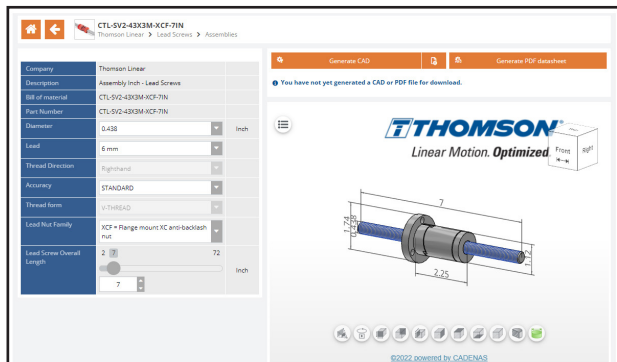 CTL-SV2-43X3M-XCF-7IN
Thomson Linear > Lead Screws > Assemblies
Generate CAD
Generate PDF datasheet
You have not yet generated a CAD or PDF file for download.
Company Thomson Linear
Description Assembly Inch - Lead Screws
Bill of material CTL-SV2-43X3M-XCF-7IN
Part Number CTL-SV2-43X3M-XCF-7IN
Diameter 0.438 Inch
Lead 6 mm
Thread Direction Righthand
Accuracy STANDARD
Thread form V-THREAD
Lead Nut Family XCF = Flange mount XC anti-backlash
nut
Lead Screw Overall
Length
2 7 72
Inch
7
THOMSON
Linear Motion. Optimized.
Front
Right
7
1.74
0.438
1.12
2.25
©2022 powered by CADENAS